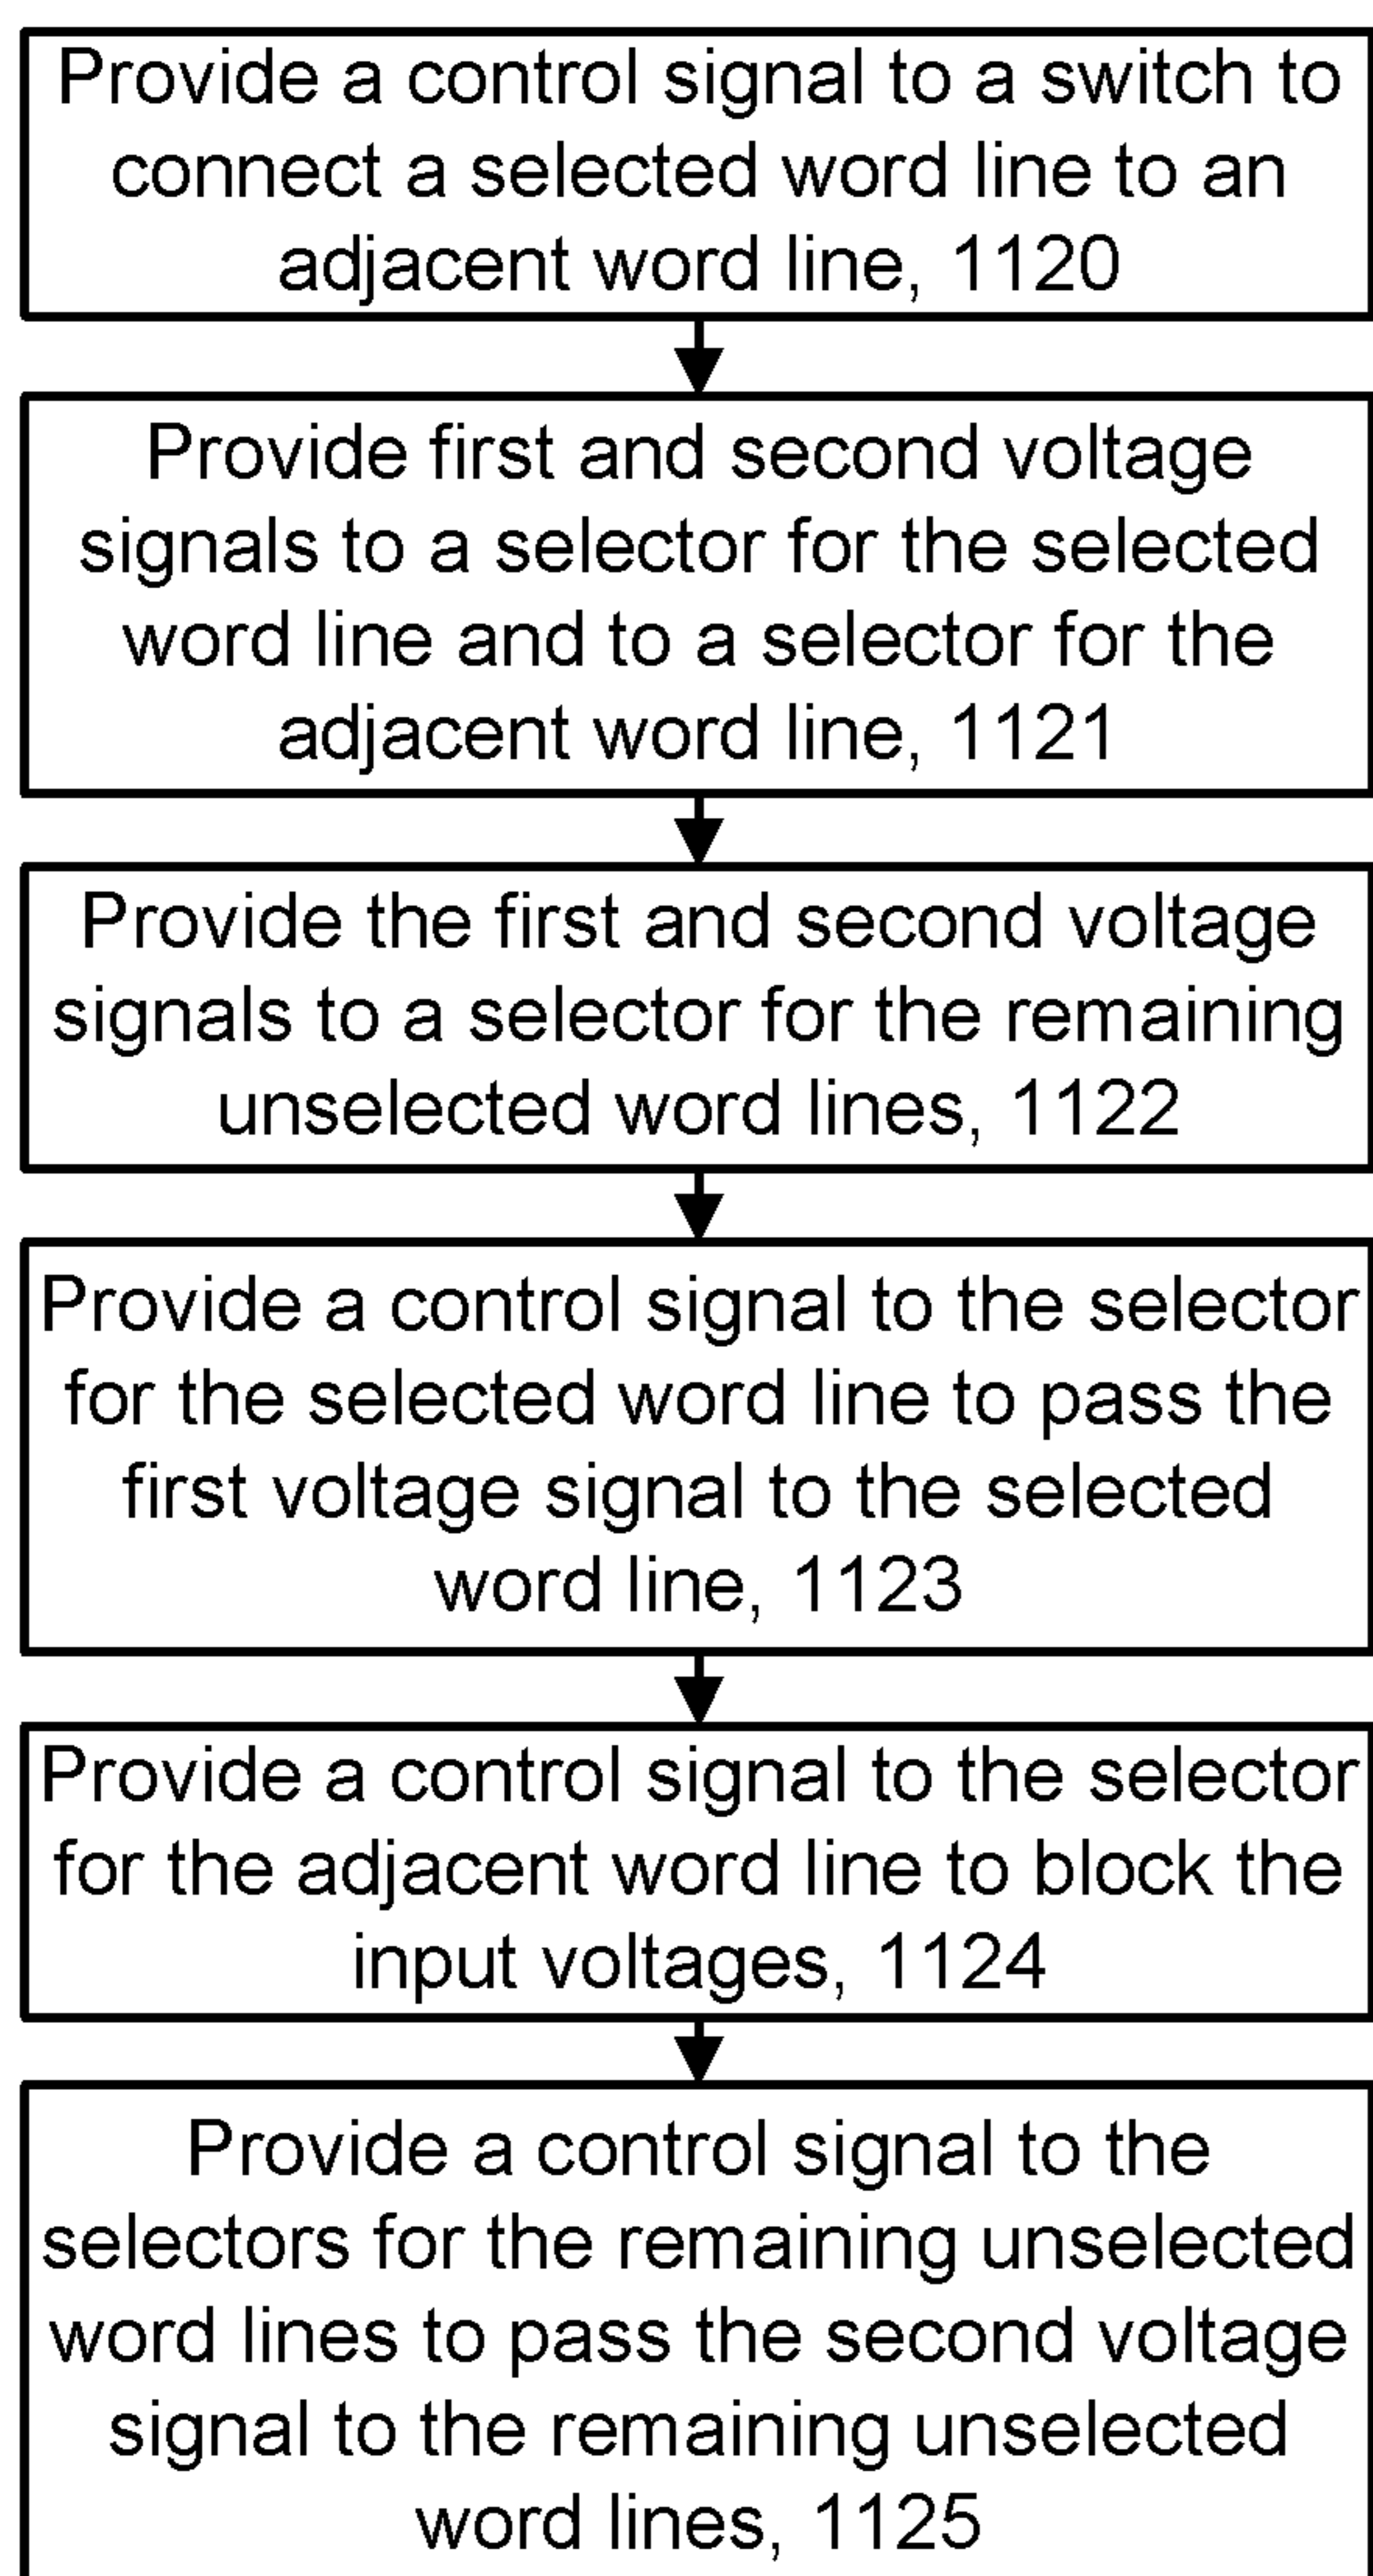 Provide a control signal to a switch to
connect a selected word line to an
adjacent word line, 1120
Provide first and second voltage
signals to a selector for the selected
word line and to a selector for the
adjacent word line, 1121
Provide the first and second voltage
signals to a selector for the remaining
unselected word lines, 1122
Provide a control signal to the selector
for the selected word line to pass the
first voltage signal to the selected
word line, 1123
Provide a control signal to the selector
for the adjacent word line to block the
input voltages, 1124
Provide a control signal to the
selectors for the remaining unselected
word lines to pass the second voltage
signal to the remaining unselected
word lines, 1125